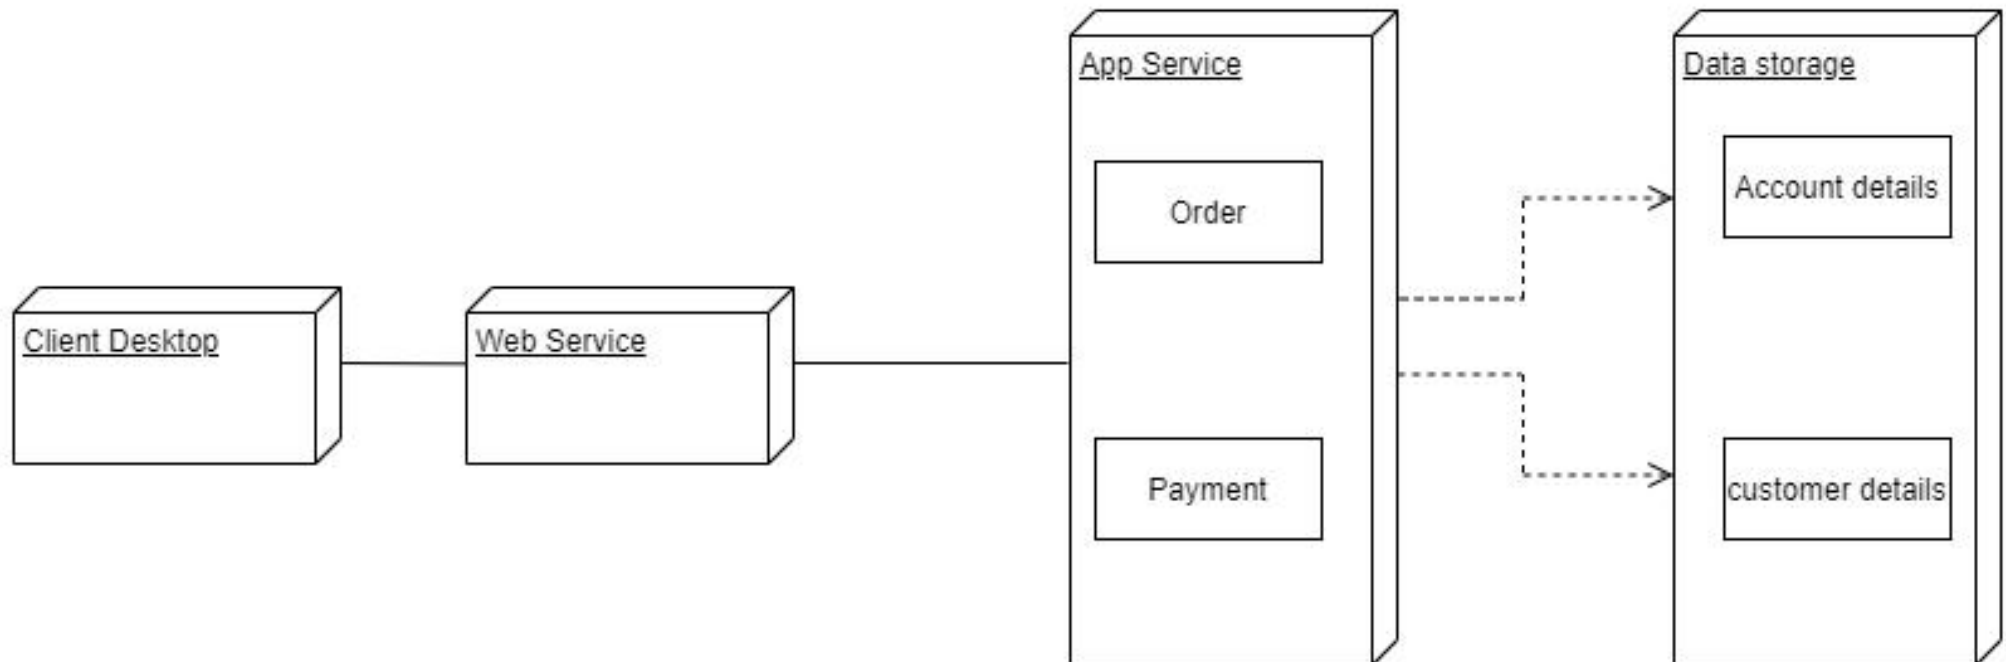 App Service
Data storage
Account details
Order
Client Desktop
Web Service
Payment
customer details